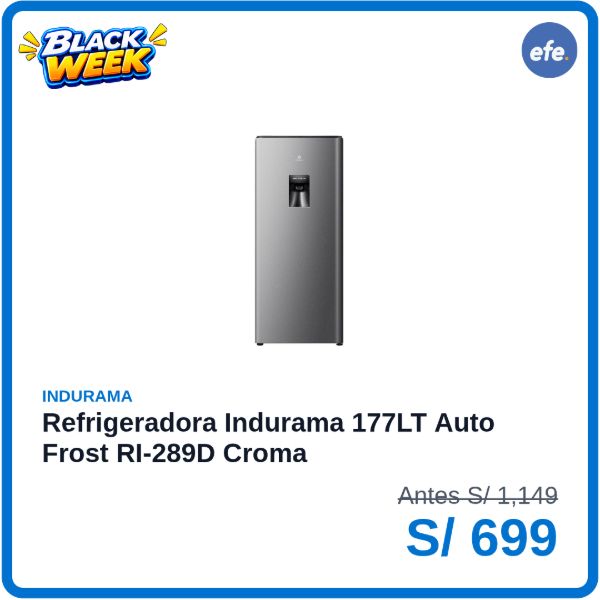 BLACK
WEEK
efe.
INDURAMA
Refrigeradora Indurama 177LT Auto
Frost RI-289D Croma
Antes S/ 1,149
S/ 699